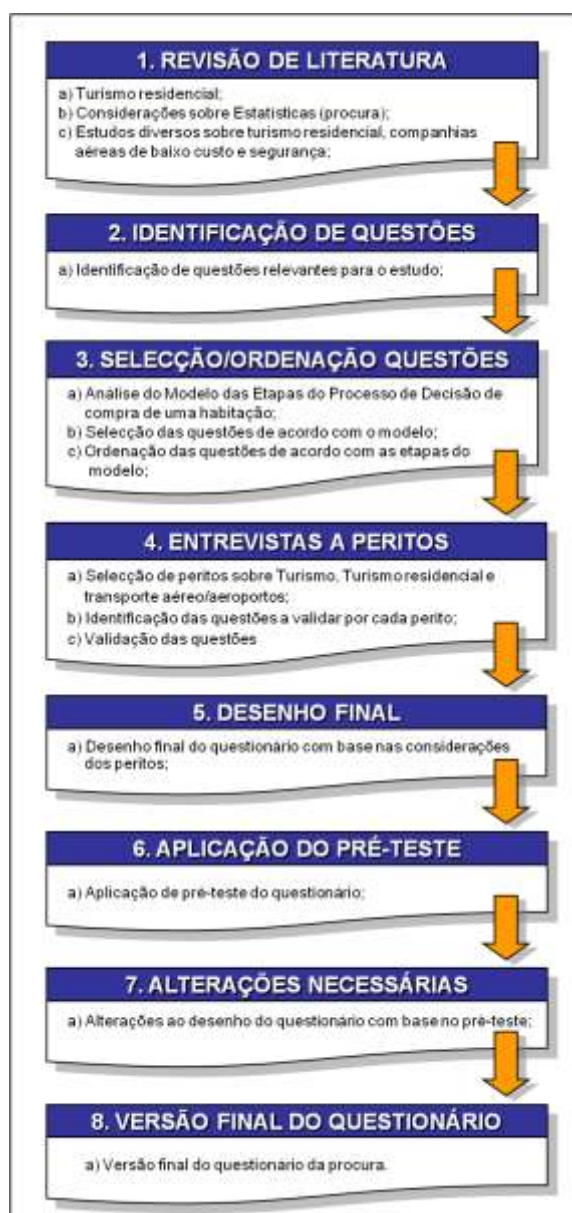 1. REVISÃO DE LITERATURA
a) Turismo residencial;
b) Considerações sobre Estatísticas (procura);
c) Estudos diversos sobre turismo residencial, companhias
aéreas de baixo custo e segurança;
2. IDENTIFICAÇÃO DE QUESTÕES
a) Identificação de questões relevantes para o estudo;
3. SELECÇÃO/ORDENAÇÃO QUESTÕES
a) Análise do Modelo das Etapas do Processo de Decisão de
compra de uma habitação;
b) Selecção das questões de acordo com o modelo;
c) Ordenação das questões de acordo com as etapas do
modelo;
4. ENTREVISTAS A PERITOS
a) Selecção de peritos sobre Turismo, Turismo residencial e
transporte aéreo/aeroportos;
b) Identificação das questões a validar por cada perito;
c) Validação das questões
5. DESENHO FINAL
a) Desenho final do questionário com base nas considerações
dos peritos;
6. APLICAÇÃO DO PRÉ-TESTE
a) Aplicação de pré-teste do questionário;
7. ALTERAÇÕES NECESSÁRIAS
a) Alterações ao desenho do questionário com base no pré-teste;
8. VERSÃO FINAL DO QUESTIONÁRIO
a) Versão final do questionário da procura.